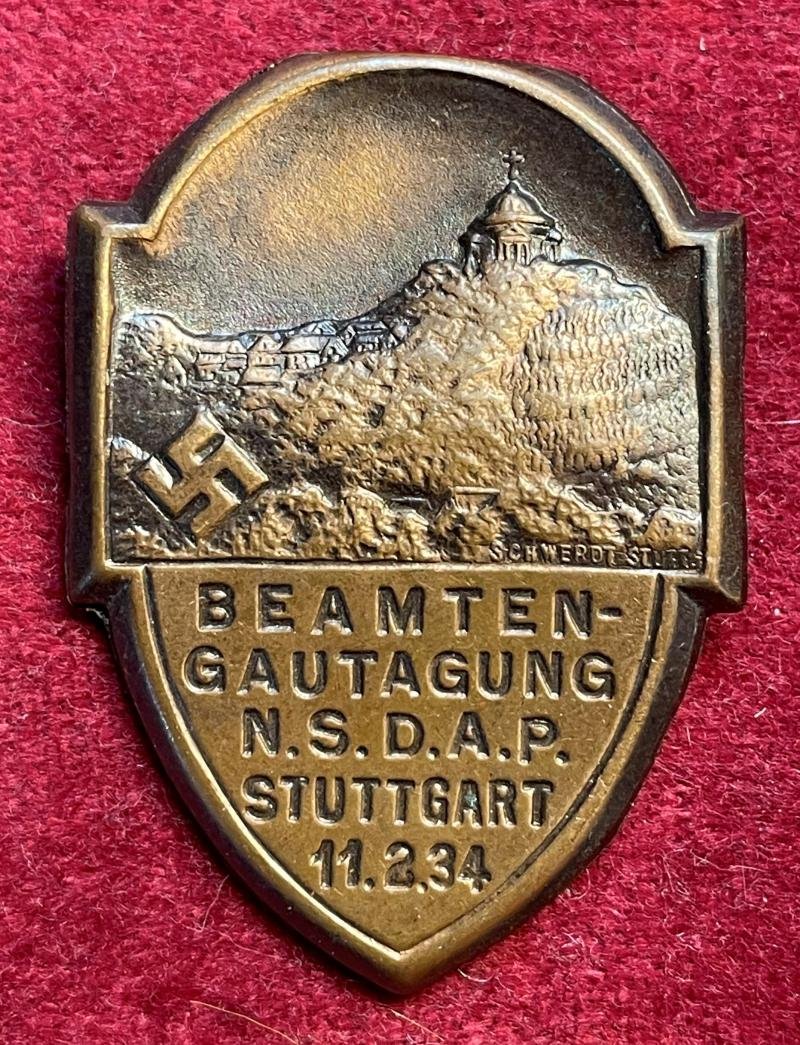 SCHWERDT-STUTTG
BEAMTEN-
GAUTAGUNG
N.S.D.A.P.
STUTTGART
11.2.34